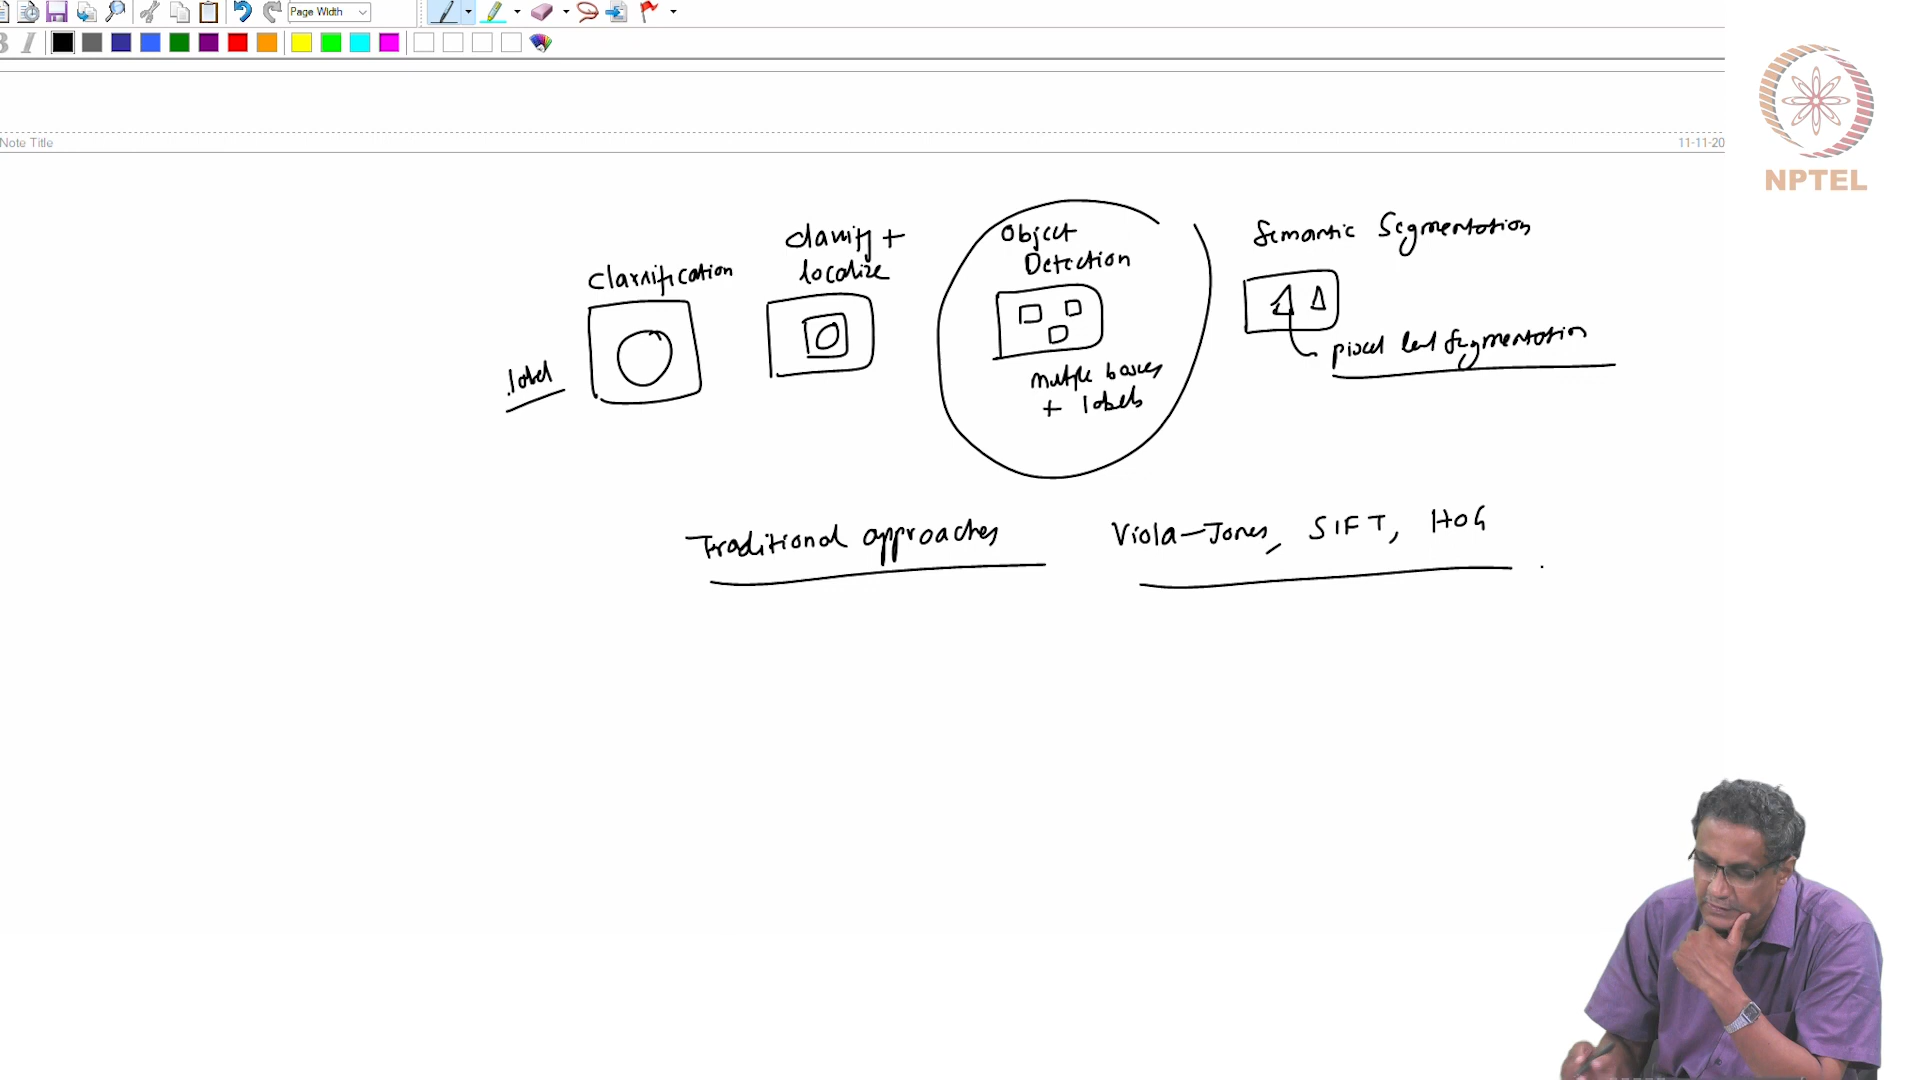 Page Width
Note Title
11-11-20
NPTEL
Classification
label
classify +
localize
Object
Detection
Multiple boxes
+ labels
Semantic Segmentation
pixel level segmentation
Traditional approaches
Viola-Jones, SIFT, HoG